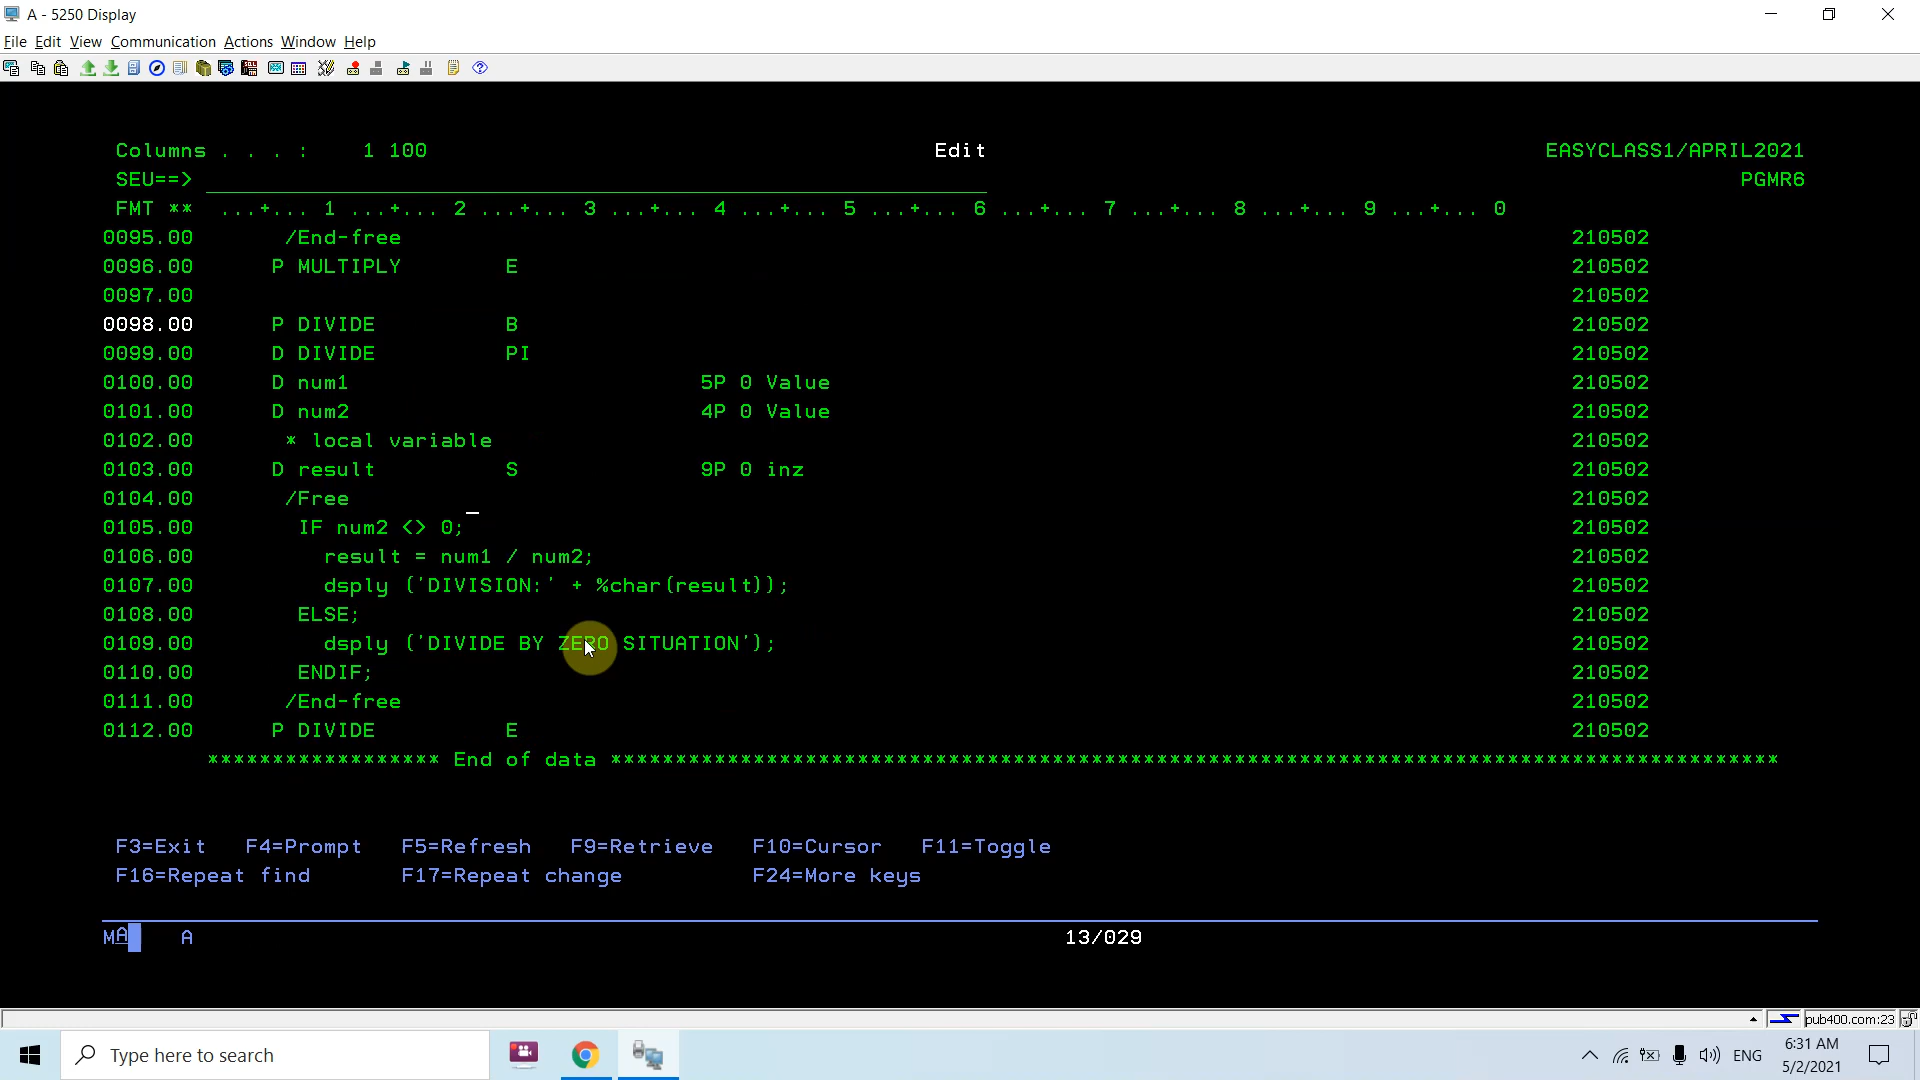 A - 5250 Display
File Edit View Communication Actions Window Help
Columns . . . :    1 100    Edit    EASYCLASS1/APRIL2021
SEU==>    PGMR6
FMT **  ...+... 1 ...+... 2 ...+... 3 ...+... 4 ...+... 5 ...+... 6 ...+... 7 ...+... 8 ...+... 9 ...+... 0
0095.00       /End-free    210502
0096.00      P MULTIPLY          E    210502
0097.00    210502
0098.00      P DIVIDE          B    210502
0099.00      D DIVIDE          PI    210502
0100.00      D num1                           5P 0 Value    210502
0101.00      D num2                           4P 0 Value    210502
0102.00       * local variable    210502
0103.00      D result          S              9P 0 inz    210502
0104.00       /Free    210502
0105.00        IF num2 <> 0;    210502
0106.00          result = num1 / num2;    210502
0107.00          dsply ('DIVISION:' + %char(result));    210502
0108.00        ELSE;    210502
0109.00          dsply ('DIVIDE BY ZERO SITUATION');    210502
0110.00        ENDIF;    210502
0111.00       /End-free    210502
0112.00      P DIVIDE          E    210502
****************** End of data ******************************************************************************************
F3=Exit   F4=Prompt   F5=Refresh   F9=Retrieve   F10=Cursor   F11=Toggle
F16=Repeat find       F17=Repeat change          F24=More keys
MA    A    13/029
pub400.com:23
Type here to search
ENG
6:31 AM
5/2/2021